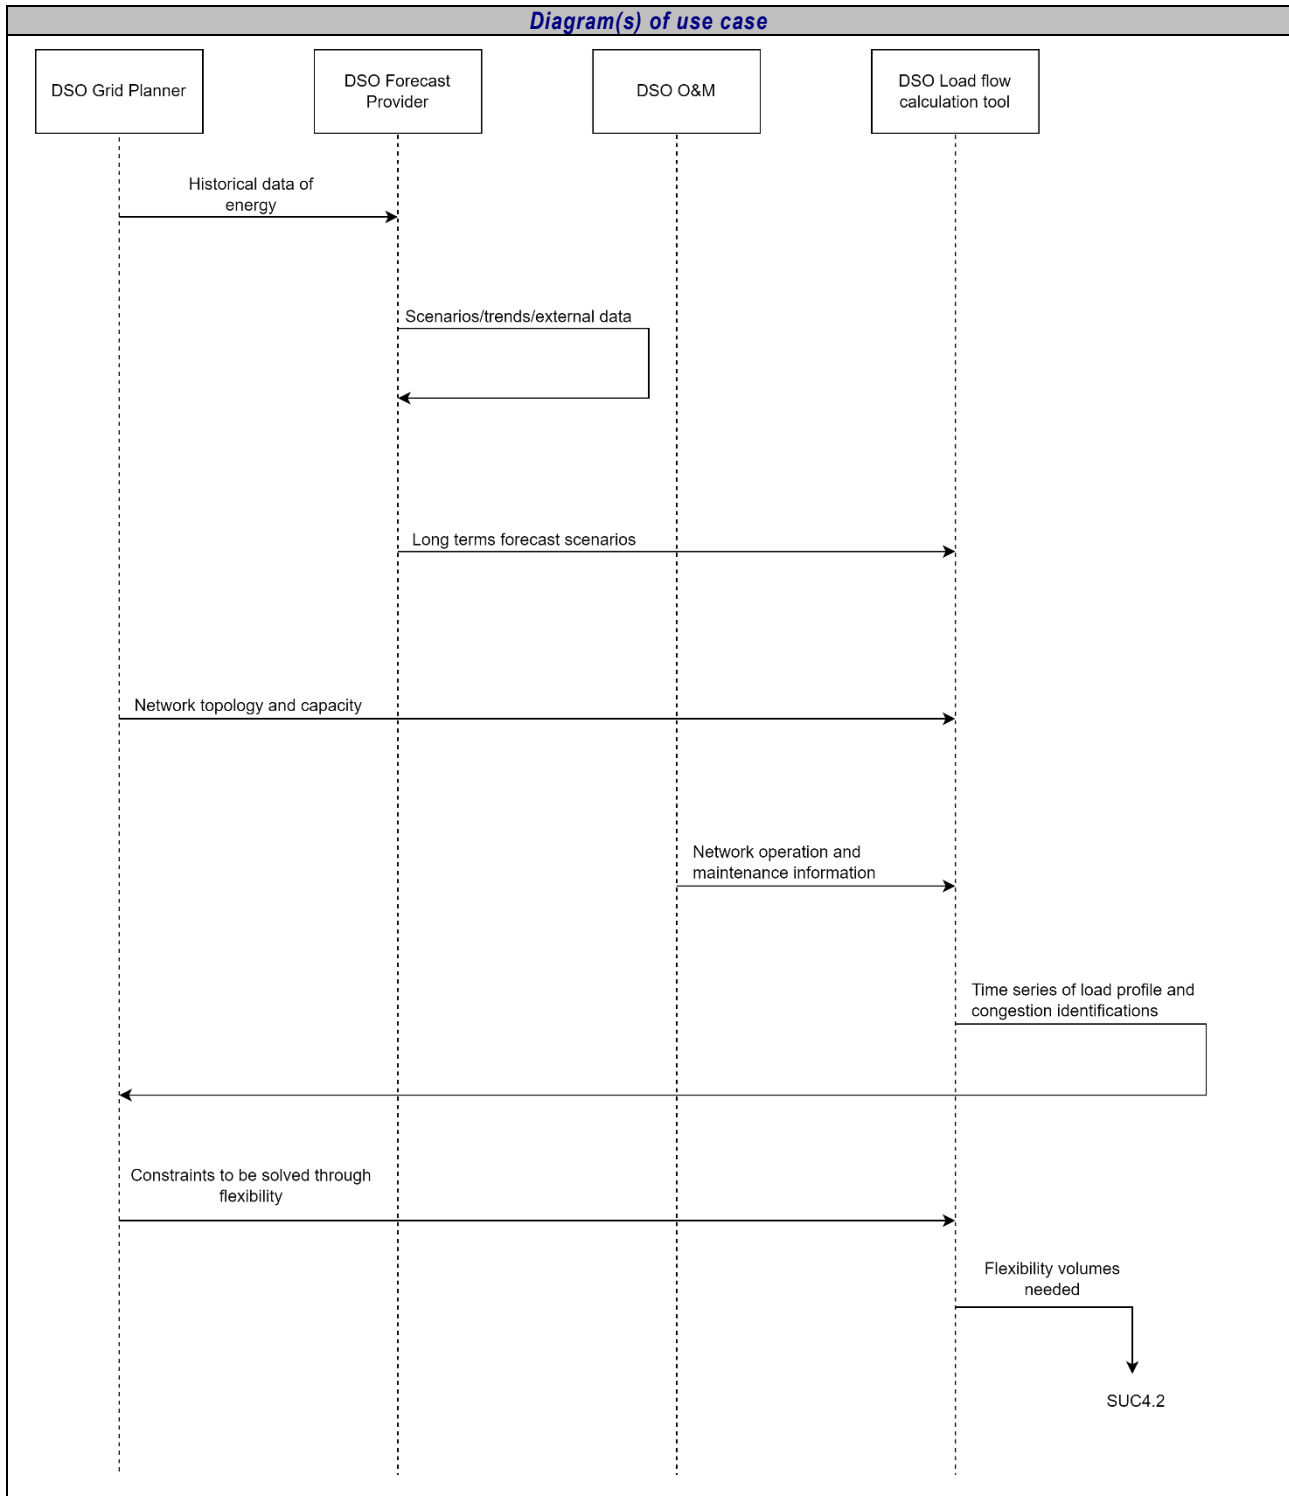 Diagram(s) of use case
DSO Grid Planner
DSO Forecast
Provider
DSO O&M
DSO Load flow
calculation tool
Historical data of
energy
Scenarios/trends/external data
Long terms forecast scenarios
Network topology and capacity
Network operation and
maintenance information
Time series of load profile and
congestion identifications
Constraints to be solved through
flexibility
Flexibility volumes
needed
SUC4.2